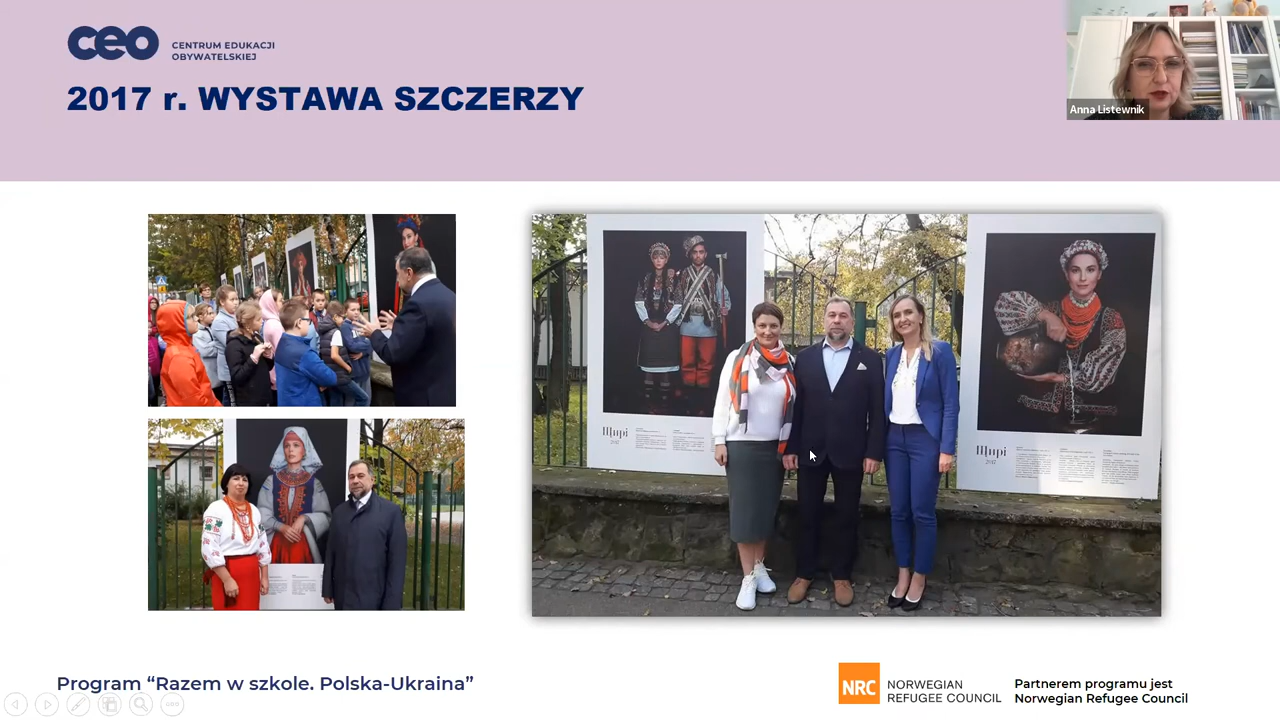 ceo CENTRUM EDUKACJI
OBYWATELSKIEJ
2017 r. WYSTAWA SZCZERZY
Anna Listewnik
Щирі
2017
Щирі
2017
Program “Razem w szkole. Polska-Ukraina”
NRC NORWEGIAN
REFUGEE COUNCIL
Partnerem programu jest
Norwegian Refugee Council